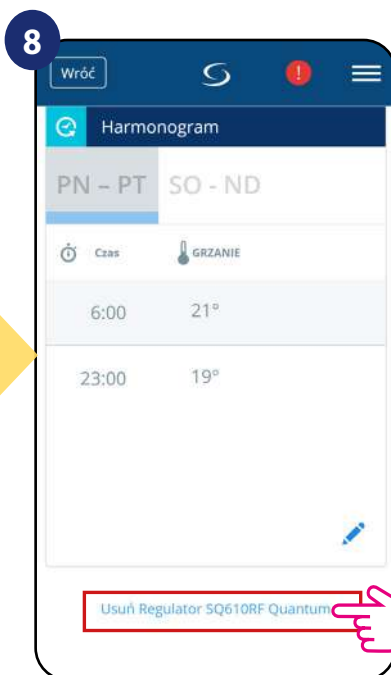 8
Wróć
!
Harmonogram
PN – PT SO - ND
Czas GRZANIE
6:00 21°
23:00 19°
Usuń Regulator SQ610RF Quantum